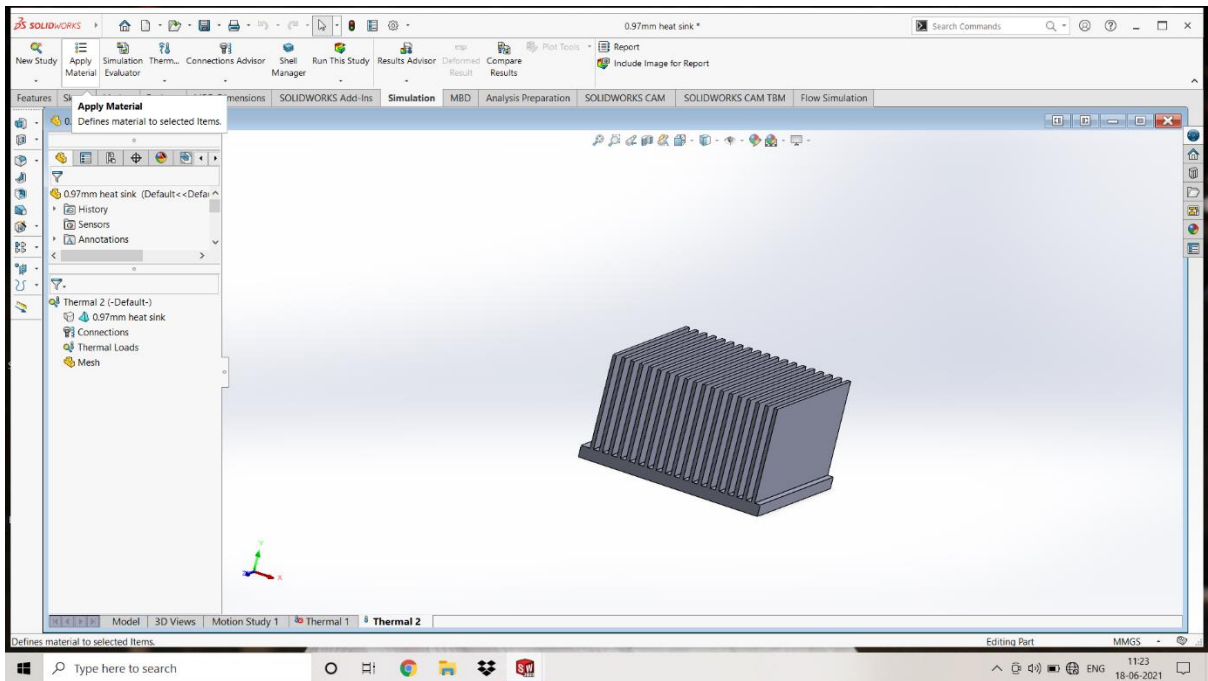 SOLIDWORKS
0.97mm heat sink *
Search Commands
New Study
Apply Material
Simulation Evaluator
Therm...
Connections Advisor
Shell Manager
Run This Study
Results Advisor
Deformed Result
Compare Results
Plot Tools
Report
Include Image for Report
Features
MBD
Dimensions
SOLIDWORKS Add-Ins
Simulation
MBD
Analysis Preparation
SOLIDWORKS CAM
SOLIDWORKS CAM TBM
Flow Simulation
Apply Material
Defines material to selected Items.
0.97mm heat sink (Default<<Defau
History
Sensors
Annotations
Thermal 2 (-Default-)
0.97mm heat sink
Connections
Thermal Loads
Mesh
Y
X
Model
3D Views
Motion Study 1
Thermal 1
Thermal 2
Defines material to selected Items.
Editing Part
MMGS
Type here to search
ENG
11:23
18-06-2021